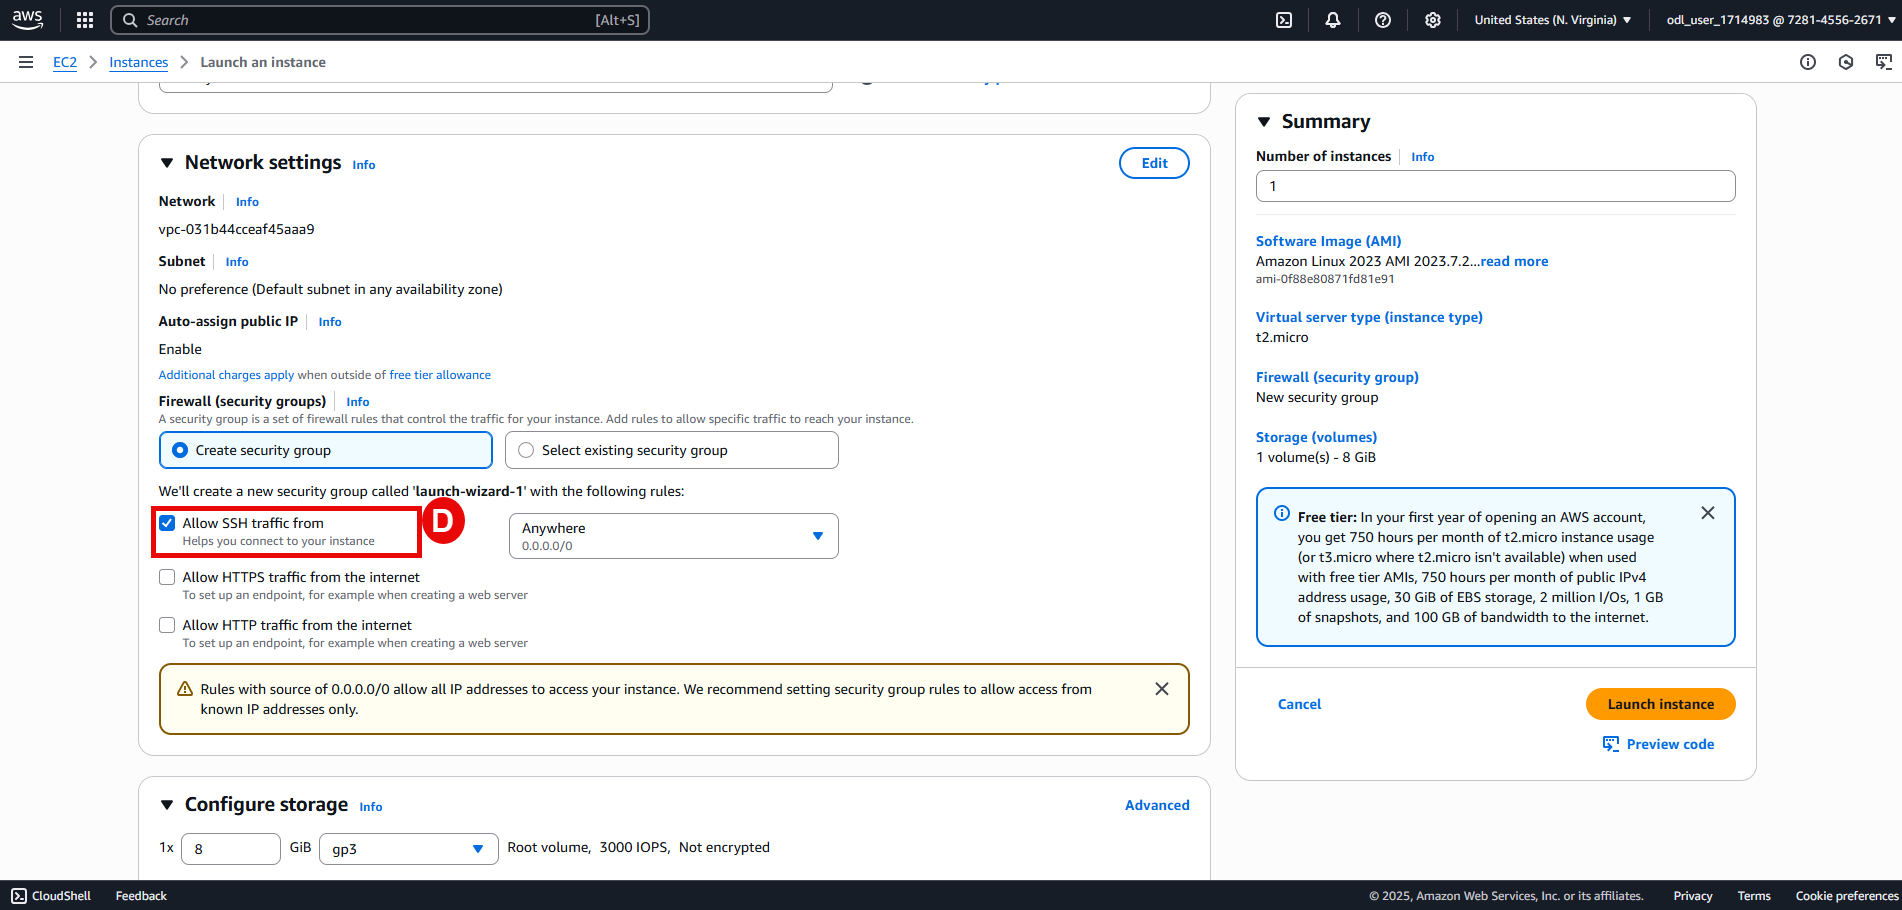 aws
Search [Alt+S]
United States (N. Virginia)
odl_user_1714983 @ 7281-4556-2671
EC2 Instances Launch an instance
Network settings Info
Edit
Network Info
vpc-031b44cceaf45aaa9
Subnet Info
No preference (Default subnet in any availability zone)
Auto-assign public IP Info
Enable
Additional charges apply when outside of free tier allowance
Firewall (security groups) Info
A security group is a set of firewall rules that control the traffic for your instance. Add rules to allow specific traffic to reach your instance.
Create security group
Select existing security group
We'll create a new security group called 'launch-wizard-1' with the following rules:
Allow SSH traffic from
Helps you connect to your instance
D
Anywhere
0.0.0.0/0
Allow HTTPS traffic from the internet
To set up an endpoint, for example when creating a web server
Allow HTTP traffic from the internet
To set up an endpoint, for example when creating a web server
Rules with source of 0.0.0.0/0 allow all IP addresses to access your instance. We recommend setting security group rules to allow access from
known IP addresses only.
Configure storage Info
Advanced
1x 8 GiB gp3 Root volume, 3000 IOPS, Not encrypted
Summary
Number of instances Info
1
Software Image (AMI)
Amazon Linux 2023 AMI 2023.7.2...read more
ami-0f88e80871fd81e91
Virtual server type (instance type)
t2.micro
Firewall (security group)
New security group
Storage (volumes)
1 volume(s) - 8 GiB
Free tier: In your first year of opening an AWS account,
you get 750 hours per month of t2.micro instance usage
(or t3.micro where t2.micro isn't available) when used
with free tier AMIs, 750 hours per month of public IPv4
address usage, 30 GiB of EBS storage, 2 million I/Os, 1 GB
of snapshots, and 100 GB of bandwidth to the internet.
Cancel
Launch instance
Preview code
CloudShell Feedback
© 2025, Amazon Web Services, Inc. or its affiliates. Privacy Terms Cookie preferences